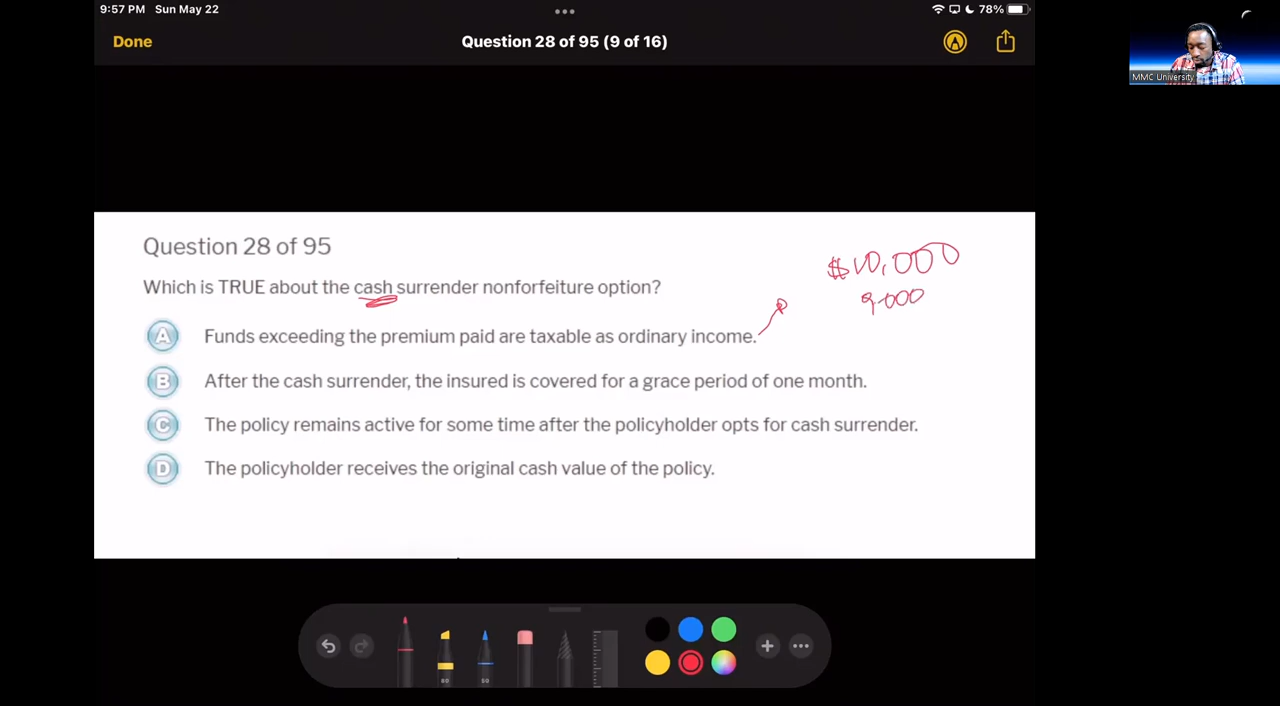 9:57 PM Sun May 22
78%
Done
Question 28 of 95 (9 of 16)
MMC University
Question 28 of 95
Which is TRUE about the cash surrender nonforfeiture option?
$10,000
9,000
A Funds exceeding the premium paid are taxable as ordinary income.
B After the cash surrender, the insured is covered for a grace period of one month.
C The policy remains active for some time after the policyholder opts for cash surrender.
D The policyholder receives the original cash value of the policy.
80
50